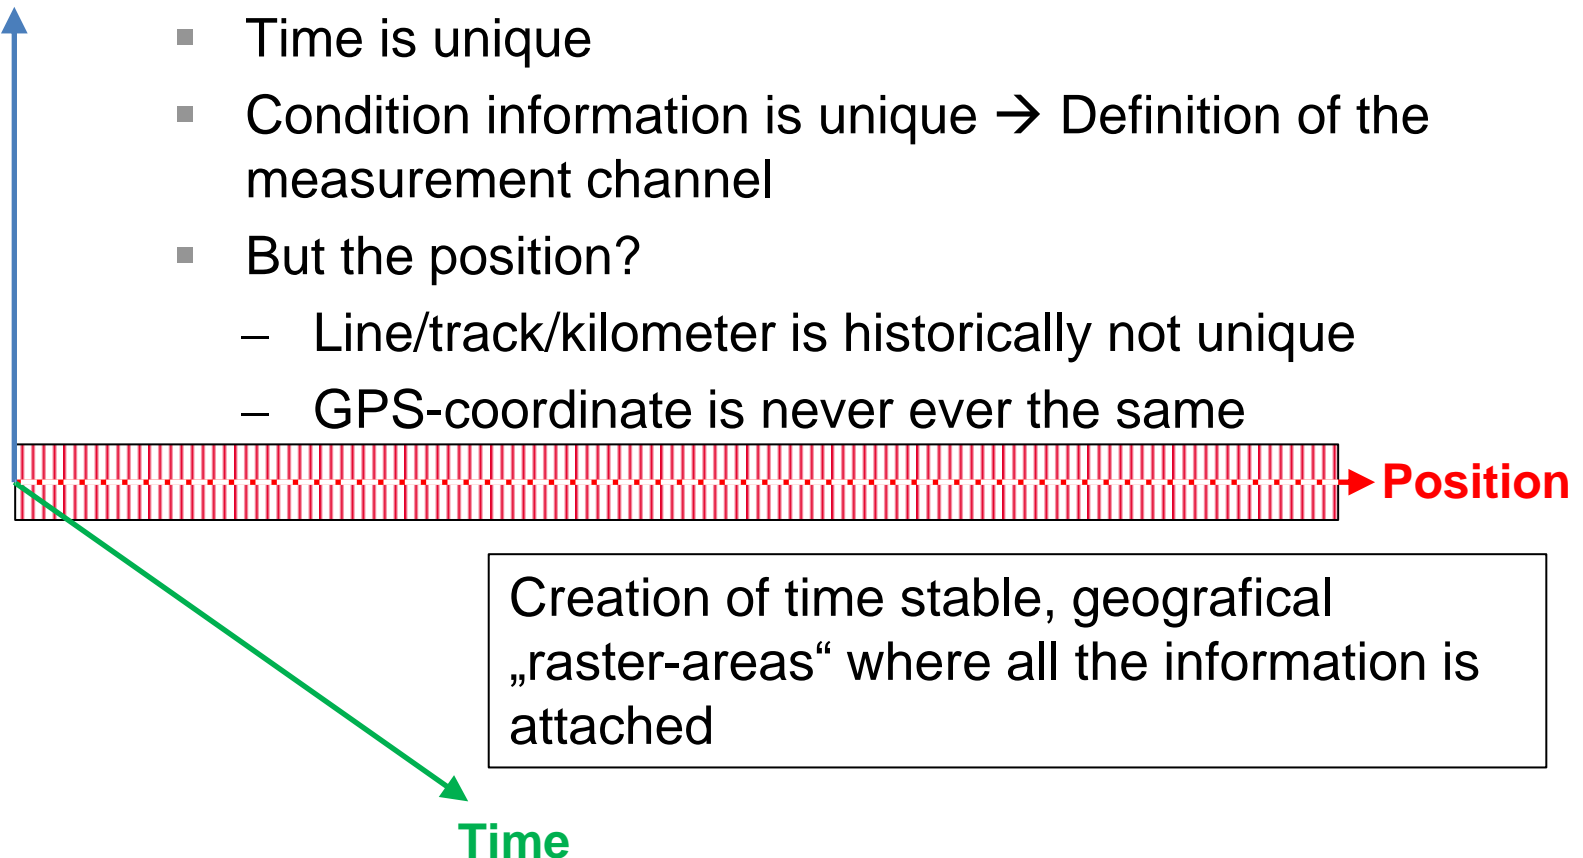 Time is unique
Condition information is unique → Definition of the
measurement channel
But the position?
– Line/track/kilometer is historically not unique
– GPS-coordinate is never ever the same
Position
Creation of time stable, geografical
„raster-areas“ where all the information is
attached
Time